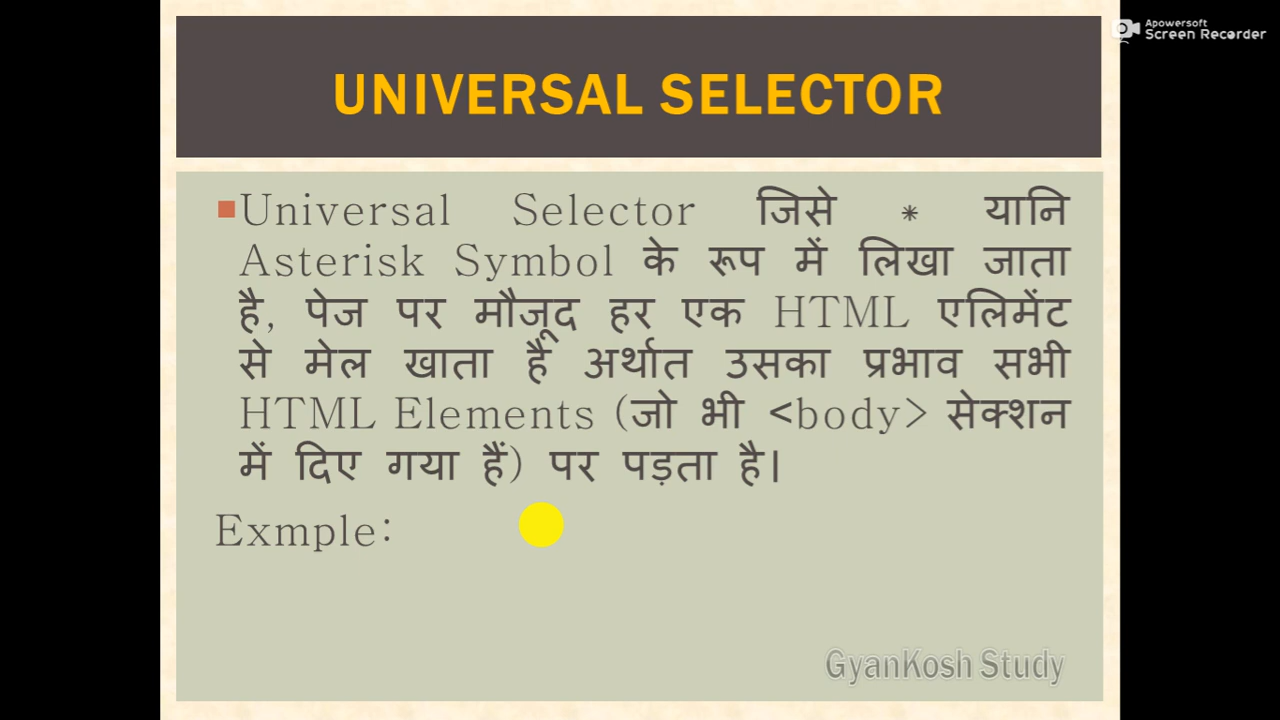 Apowersoft
Screen Recorder
UNIVERSAL SELECTOR
Universal Selector जिसे * यानि
Asterisk Symbol के रूप में लिखा जाता
है, पेज पर मौजूद हर एक HTML एलिमेंट
से मेल खाता है अर्थात उसका प्रभाव सभी
HTML Elements (जो भी <body> सेक्शन
में दिए गया हैं) पर पड़ता है।
Exmple:
GyanKosh Study